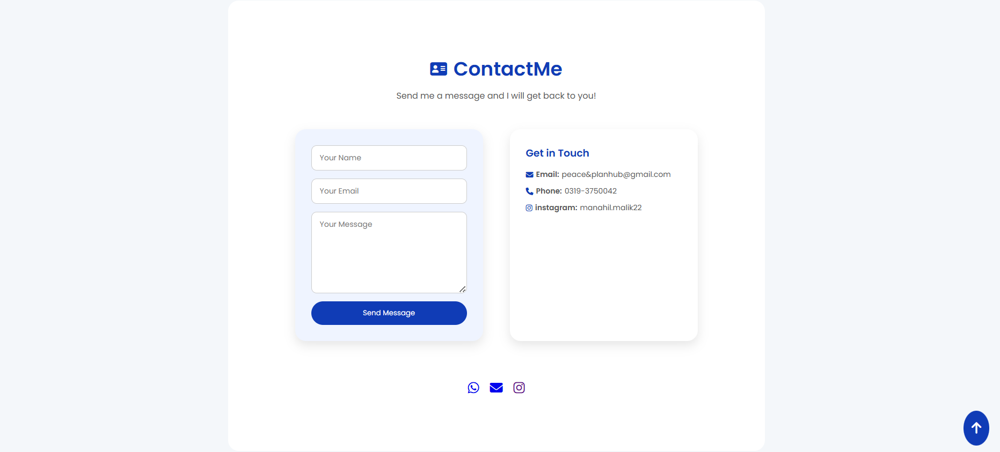 ContactMe
Send me a message and I will get back to you!
Your Name
Your Email
Your Message
Send Message
Get in Touch
Email: peace&planhub@gmail.com
Phone: 0319-3750042
instagram: manahil.malik22